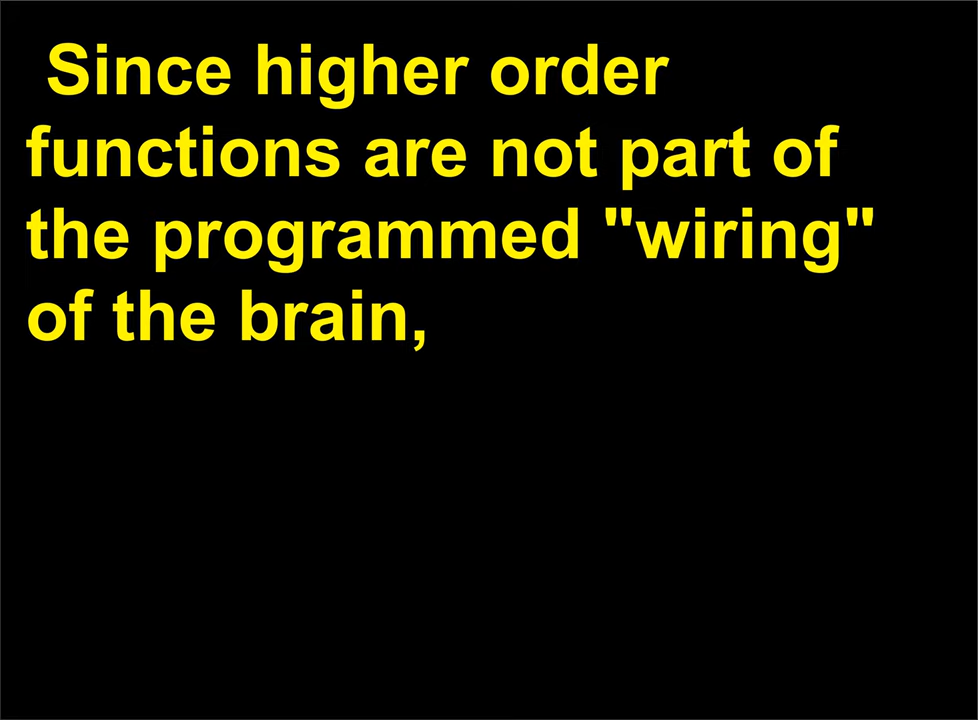 Since higher order
functions are not part of
the programmed "wiring"
of the brain,